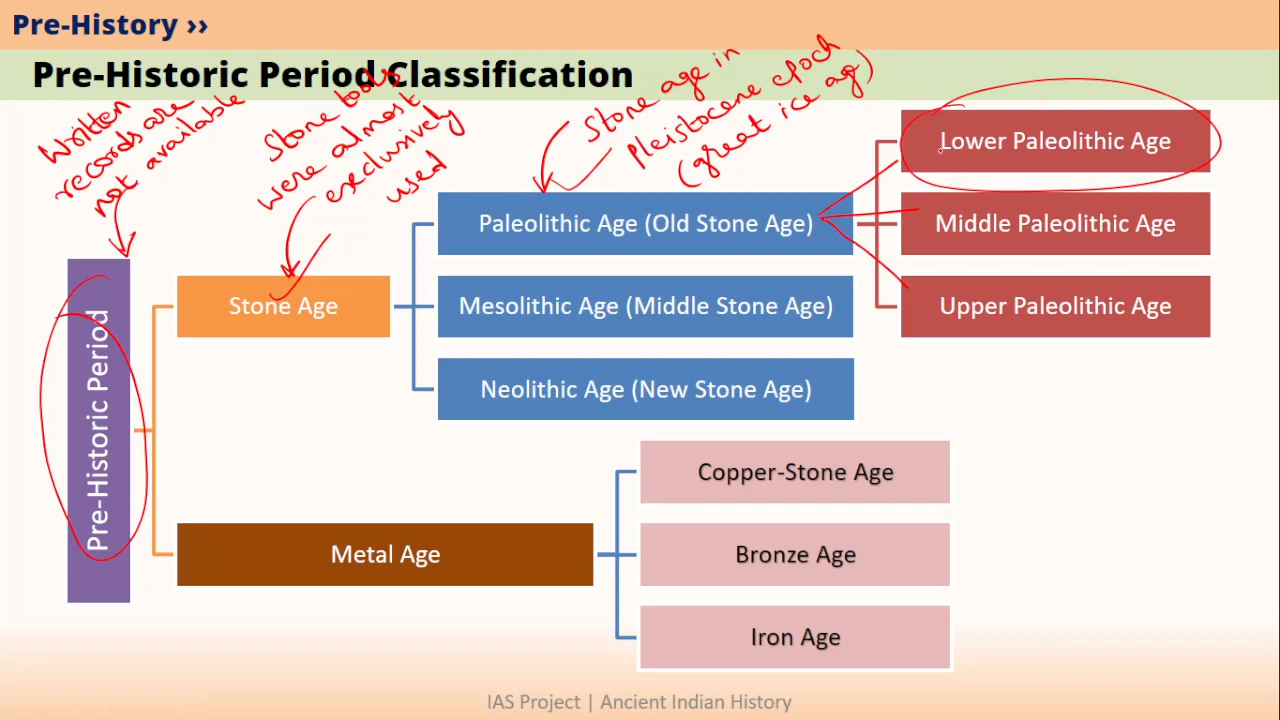 Pre-History ››
Pre-Historic Period Classification
Written
records are
not available
Stone tools
were almost
exclusively
used
Stone age in
pleistocene epoch
(great ice age)
Pre-Historic Period
Stone Age
Paleolithic Age (Old Stone Age)
Mesolithic Age (Middle Stone Age)
Neolithic Age (New Stone Age)
Lower Paleolithic Age
Middle Paleolithic Age
Upper Paleolithic Age
Metal Age
Copper-Stone Age
Bronze Age
Iron Age
IAS Project | Ancient Indian History